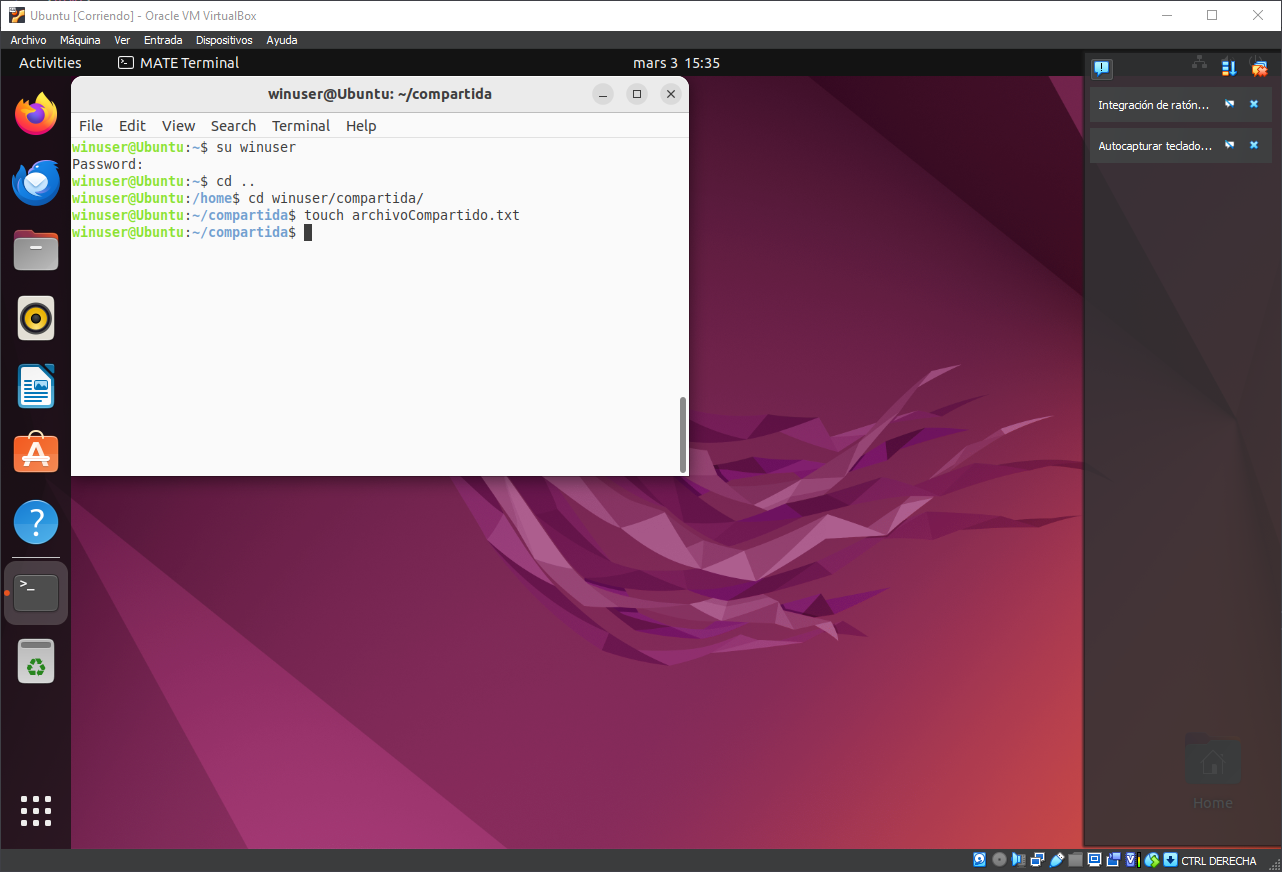 Ubuntu [Corriendo] - Oracle VM VirtualBox
Archivo Máquina Ver Entrada Dispositivos Ayuda
Activities MATE Terminal mars 3 15:35
winuser@Ubuntu: ~/compartida
File Edit View Search Terminal Help
winuser@Ubuntu:~$ su winuser
Password:
winuser@Ubuntu:~$ cd ..
winuser@Ubuntu:/home$ cd winuser/compartida/
winuser@Ubuntu:~/compartida$ touch archivoCompartido.txt
winuser@Ubuntu:~/compartida$
Integración de ratón...
Autocapturar teclado...
Home
CTRL DERECHA